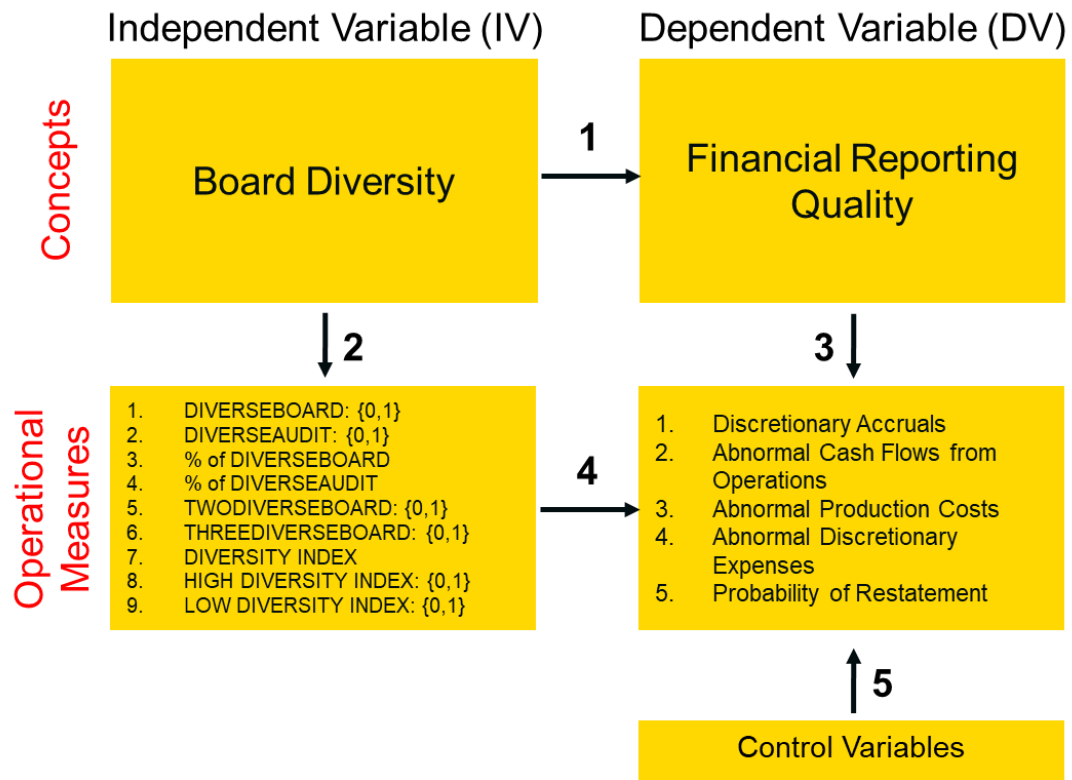 Independent Variable (IV)
Dependent Variable (DV)
Concepts
Board Diversity
1
Financial Reporting
Quality
2
3
Operational
Measures
1. DIVERSEBOARD: {0,1}
2. DIVERSEAUDIT: {0,1}
3. % of DIVERSEBOARD
4. % of DIVERSEAUDIT
5. TWODIVERSEBOARD: {0,1}
6. THREEDIVERSEBOARD: {0,1}
7. DIVERSITY INDEX
8. HIGH DIVERSITY INDEX: {0,1}
9. LOW DIVERSITY INDEX: {0,1}
4
1. Discretionary Accruals
2. Abnormal Cash Flows from
Operations
3. Abnormal Production Costs
4. Abnormal Discretionary
Expenses
5. Probability of Restatement
5
Control Variables